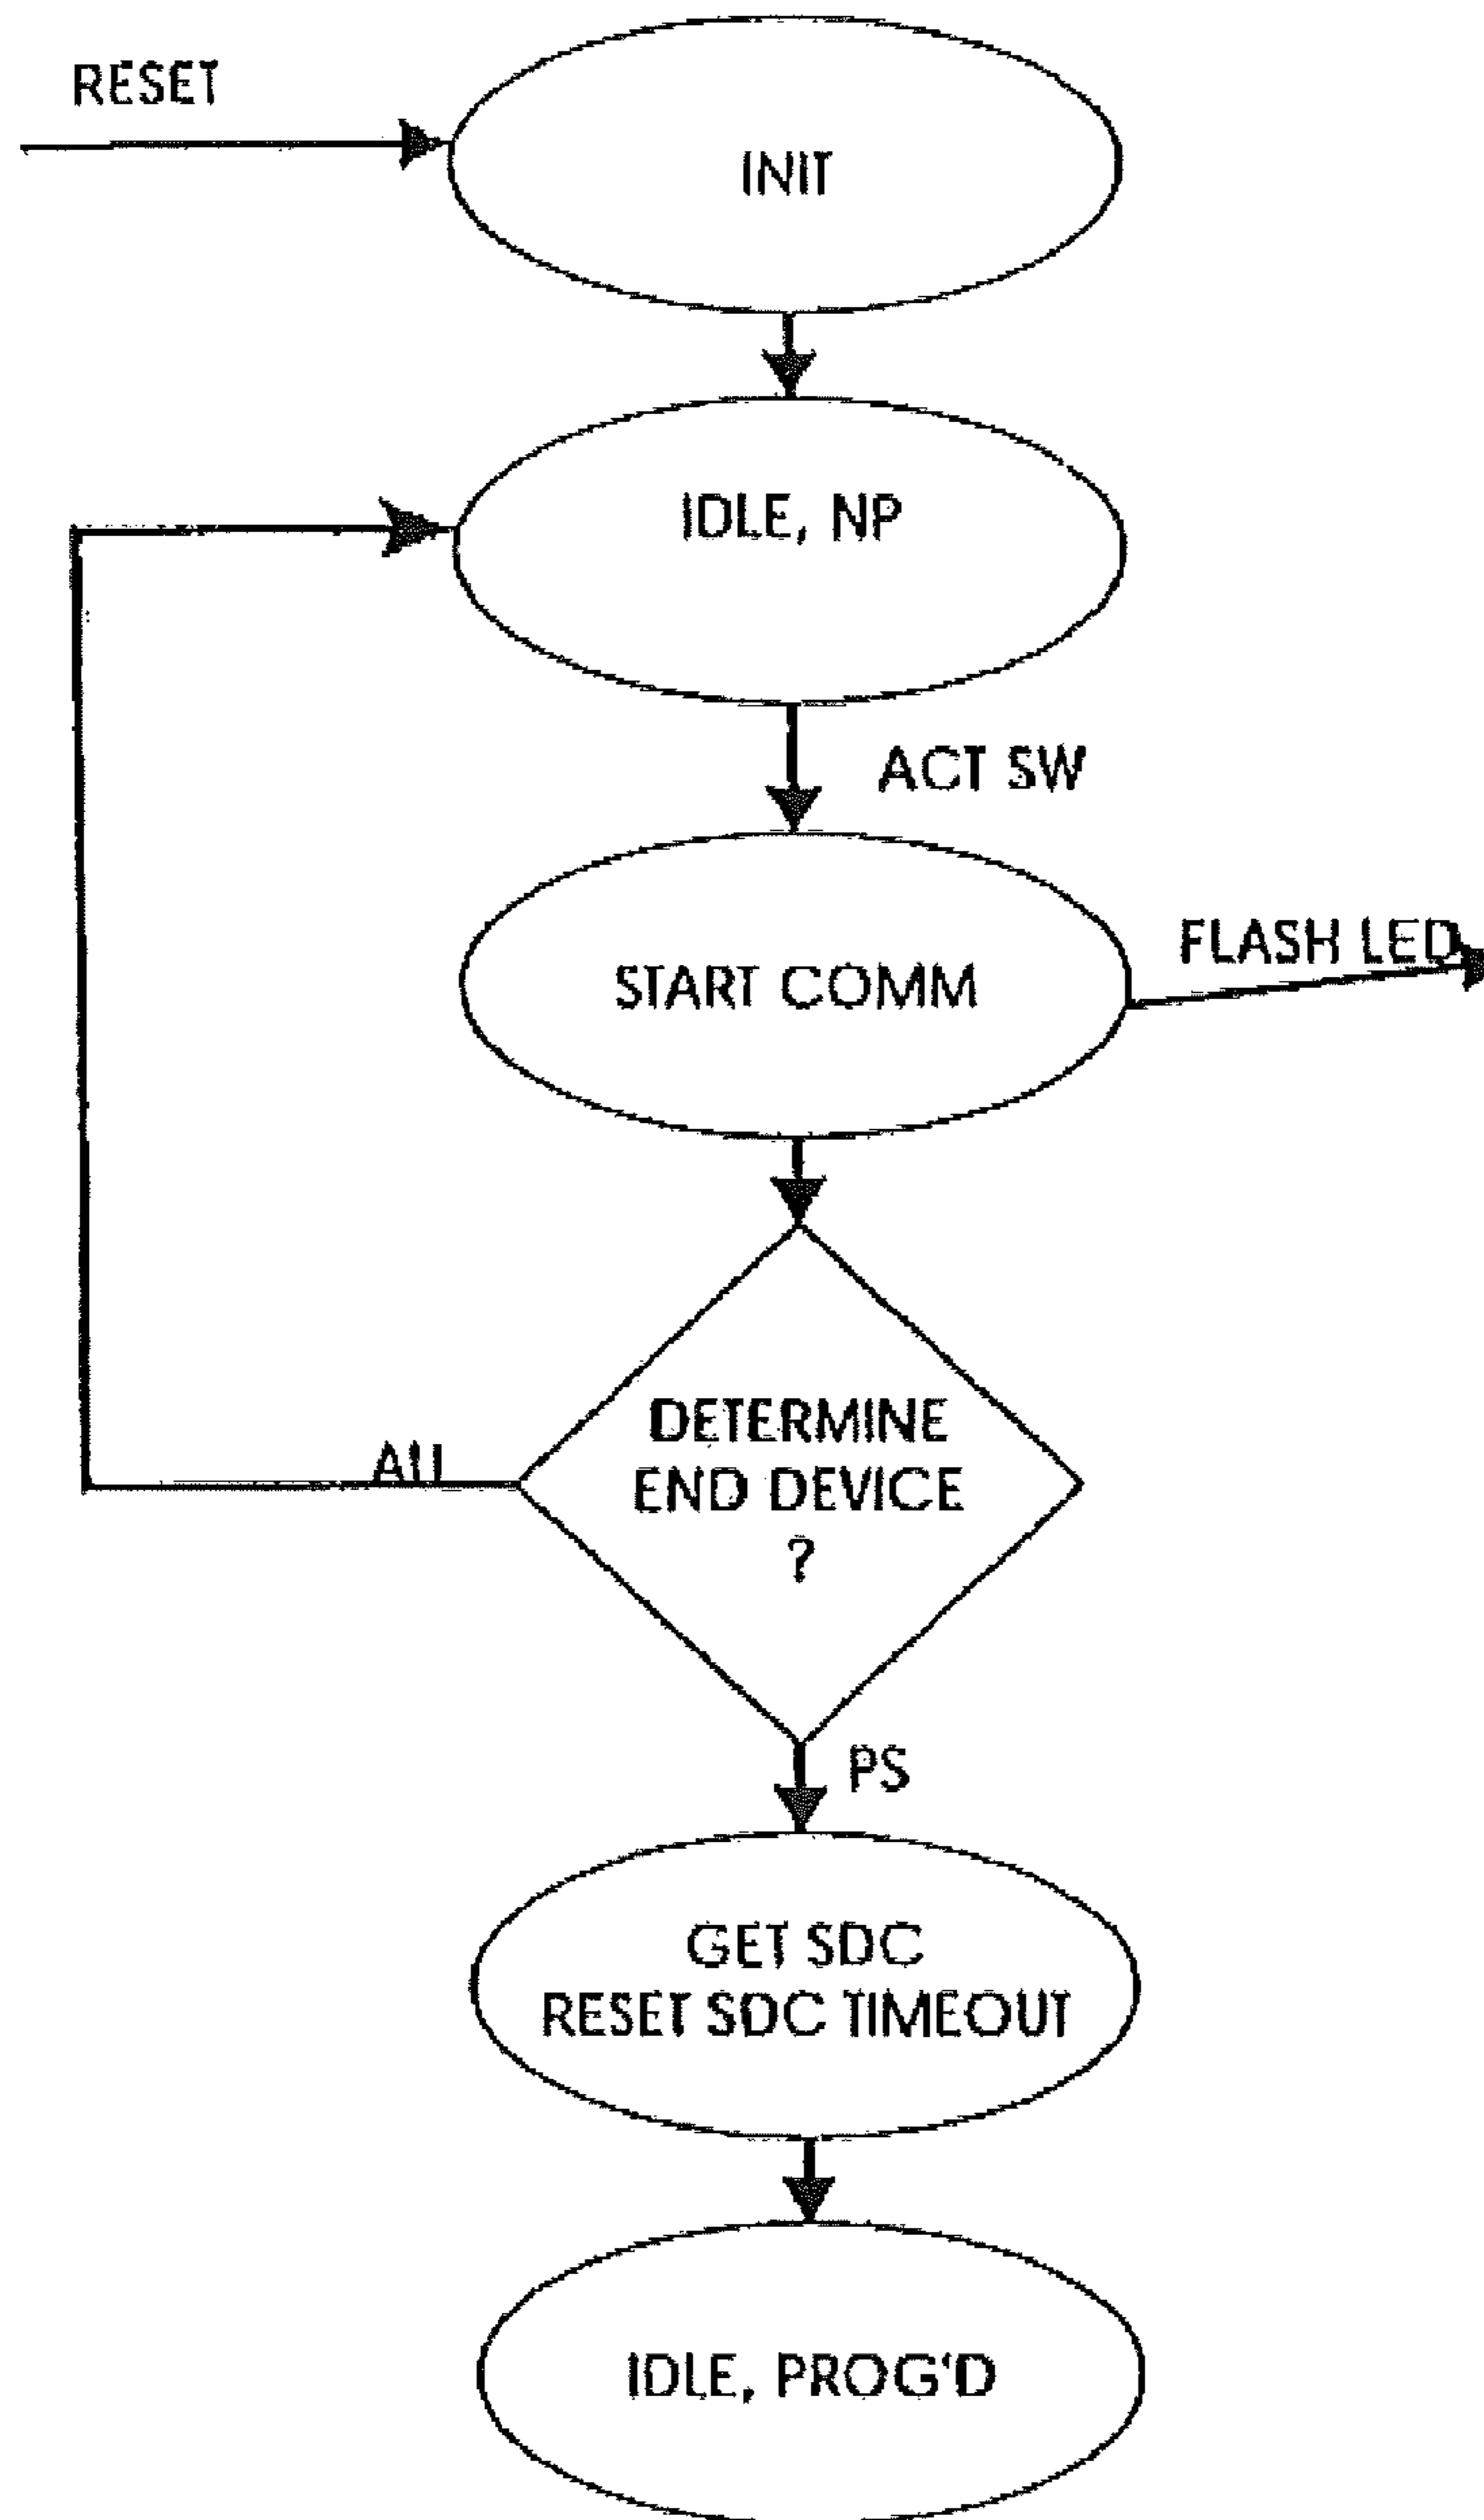 RESET
INIT
IDLE, NP
ACT SW
START COMM
FLASH LED
DETERMINE
END DEVICE
?
PS
GET SDC
RESET SDC TIMEOUT
IDLE, PROG'D